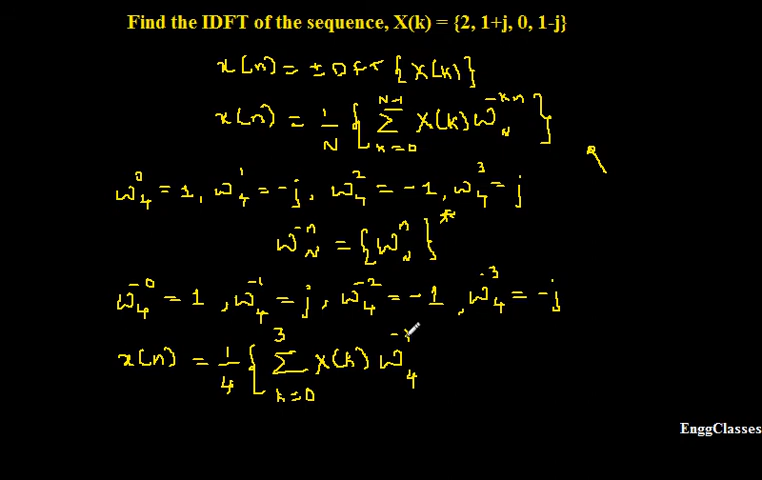 Find the IDFT of the sequence, X(k) = {2, 1+j, 0, 1-j}
x(n) = IDFT {X(k)}
x(n) = 1/N { Σ_{k=0}^{N-1} X(k) W_N^{-kn} }
W_4^0 = 1, W_4^1 = -j, W_4^2 = -1, W_4^3 = j
W_N^{-n} = {W_N^n}^*
W_4^{-0} = 1, W_4^{-1} = j, W_4^{-2} = -1, W_4^{-3} = -j
x(n) = 1/4 { Σ_{k=0}^{3} X(k) W_4^-
EnggClasses